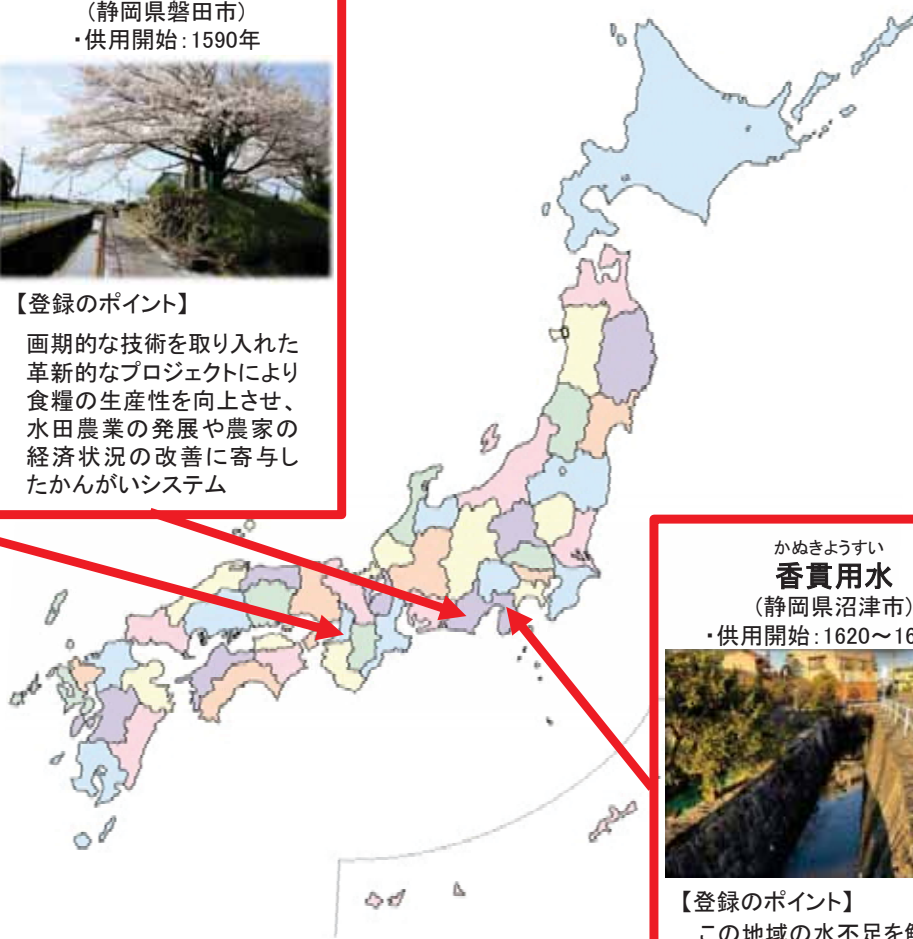 (静岡県磐田市)
・供用開始:1590年
【登録のポイント】
画期的な技術を取り入れた
革新的なプロジェクトにより
食糧の生産性を向上させ、
水田農業の発展や農家の
経済状況の改善に寄与し
たかんがいシステム
かぬきようすい
香貫用水
(静岡県沼津市)
・供用開始:1620~16
【登録のポイント】
この地域の水不足を